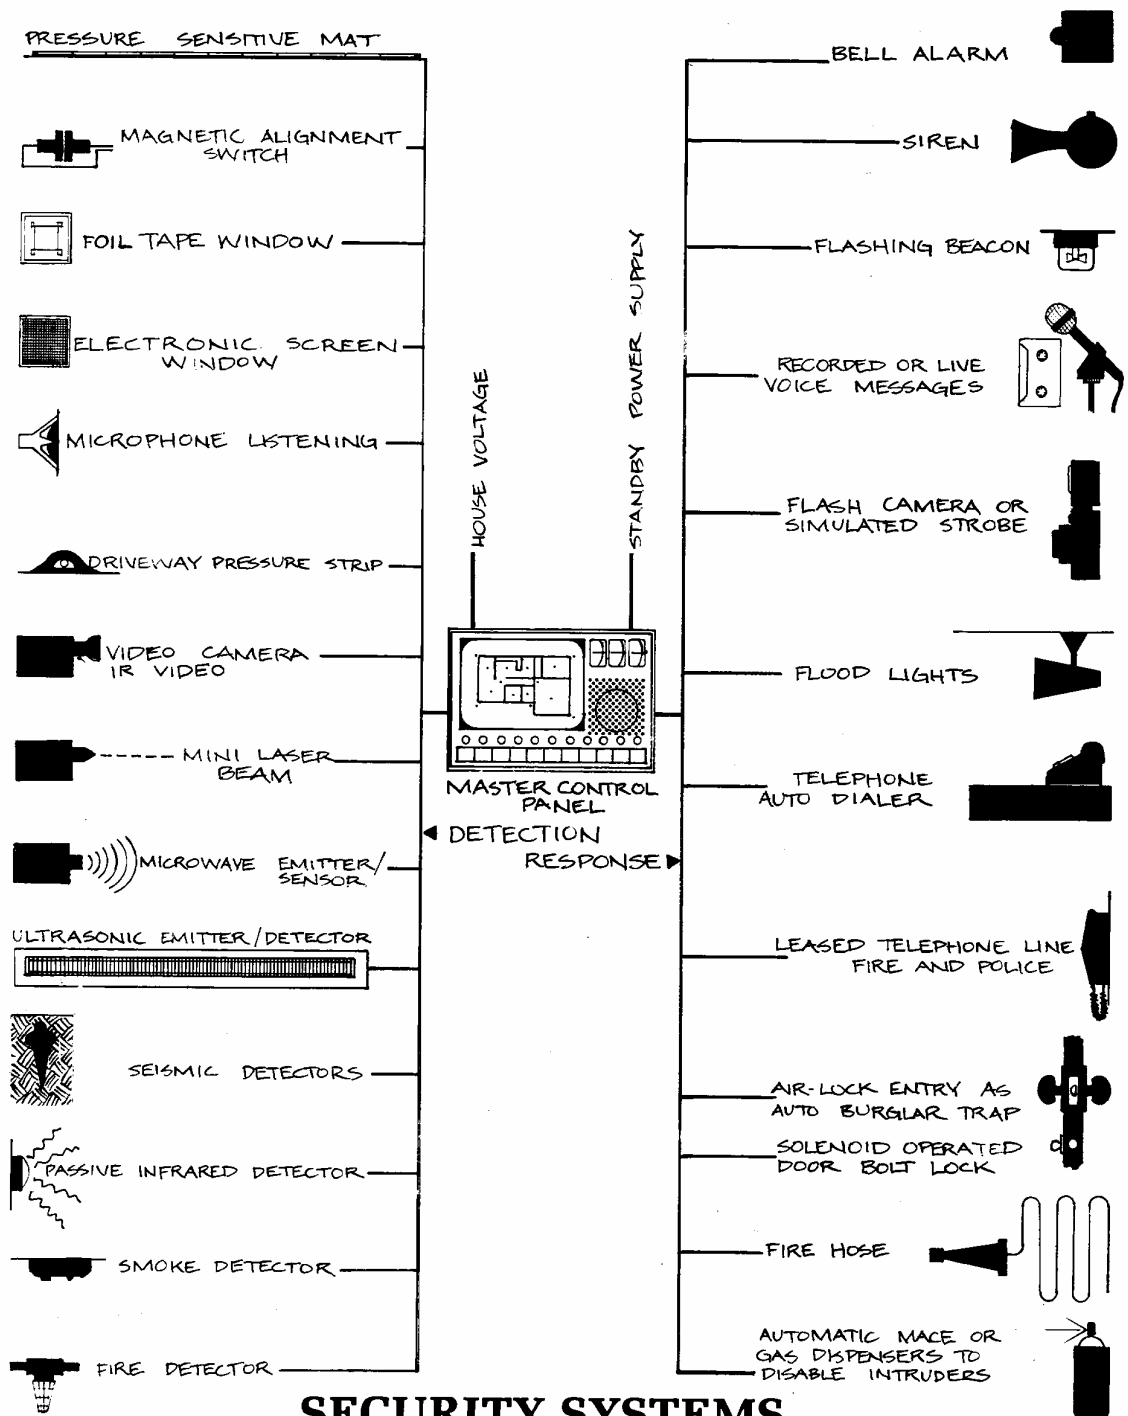 PRESSURE SENSITIVE MAT
MAGNETIC ALIGNMENT
SWITCH
FOIL TAPE WINDOW
ELECTRONIC SCREEN
WINDOW
MICROPHONE LISTENING
DRIVEWAY PRESSURE STRIP
VIDEO CAMERA
IR VIDEO
MINI LASER
BEAM
MICROWAVE EMITTER/
SENSOR
ULTRASONIC EMITTER/DETECTOR
SEISMIC DETECTORS
PASSIVE INFRARED DETECTOR
SMOKE DETECTOR
FIRE DETECTOR
HOUSE VOLTAGE
STANDBY POWER SUPPLY
MASTER CONTROL
PANEL
DETECTION
RESPONSE
BELL ALARM
SIREN
FLASHING BEACON
RECORDED OR LIVE
VOICE MESSAGES
FLASH CAMERA OR
SIMULATED STROBE
FLOOD LIGHTS
TELEPHONE
AUTO DIALER
LEASED TELEPHONE LINE
FIRE AND POLICE
AIR-LOCK ENTRY AS
AUTO BURGLAR TRAP
SOLENOID OPERATED
DOOR BOLT LOCK
FIRE HOSE
AUTOMATIC MACE OR
GAS DISPENSERS TO
DISABLE INTRUDERS
SECURITY SYSTEMS